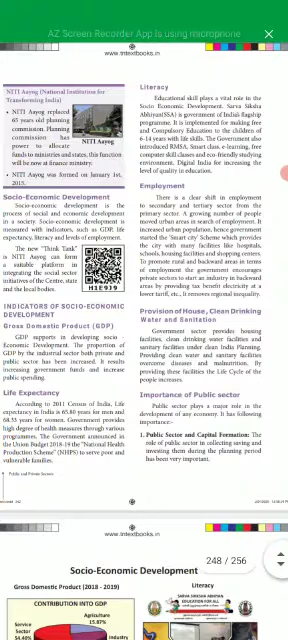 AZ Screen Recorder App is using microphone
www.tntextbooks.in
NITI Aayog (National Institution for
Transforming India)
• NITI Aayog replaced
65 years old planning
commission. Planning
commission has
power to allocate
NITI Aayog
funds to ministries and states, this function
will be now of finance ministry.
• NITI Aayog was formed on January 1st,
2015.
Socio-Economic Development
Socio-economic development is the
process of social and economic development
in a society. Socio-economic development is
measured with indicators, such as GDP, life
expectancy, literacy and levels of employment.
The new "Think Tank"
is NITI Aayog can form
a suitable platform in
integrating the social sector
initiatives of the Centre, state
and the local bodies.
H1E9J9
INDICATORS OF SOCIO-ECONOMIC
DEVELOPMENT
Gross Domestic Product (GDP)
GDP supports in developing socio -
Economic Development. The proportion of
GDP by the industrial sector both private and
public sector has been increased. It results
increasing government funds and increase
public spending.
Life Expectancy
According to 2011 Census of India, Life
expectancy in India is 65.80 years for men and
68.33 years for women. Government provides
high degree of health measures through various
programmes. The Government announced in
the Union Budget 2018-19 the "National Health
Production Scheme" (NHPS) to serve poor and
vulnerable families.
Public and Private Sectors
Literacy
Educational skill plays a vital role in the
Socio Economic Development. Sarva Siksha
Abhiyan(SSA) is government of India's flagship
programme. It is implemented for making free
and Compulsory Education to the children of
6-14 years with life skills. The Government also
introduced RMSA, Smart class, e-learning, free
computer skill classes and eco-friendly studying
environment, Digital India for increasing the
level of quality in education.
Employment
There is a clear shift in employment
to secondary and tertiary sector from the
primary sector. A growing number of people
moved urban areas in search of employment. It
increased urban population, hence government
started the 'Smart city' Scheme which provides
the city with many facilities like hospitals,
schools, housing facilities and shopping centers.
To promote rural and backward areas in terms
of employment the government encourages
private sectors to start an industry in backward
areas by providing tax benefit electricity at a
lower tariff, etc., It removes regional inequality.
Provision of House, Clean Drinking
Water and Sanitation
Government sector provides housing
facilities, clean drinking water facilities and
sanitary facilities under clean India Planning.
Providing clean water and sanitary facilities
overcome diseases and malnutrition. By
providing these facilities the Life Cycle of the
people increases.
Importance of Public sector
Public sector plays a major role in the
development of any economy. It has following
importance:-
1. Public Sector and Capital Formation: The
role of public sector in collecting saving and
investing them during the planning period
has been very important.
www.tntextbooks.in
248 / 256
Socio-Economic Development
Gross Domestic Product (2018 - 2019)
Literacy
CONTRIBUTION INTO GDP
Agriculture
15.87%
Service
Sector
54.40%
Industry
SARVA SIKSHA ABHIYAN
EDUCATION FOR ALL